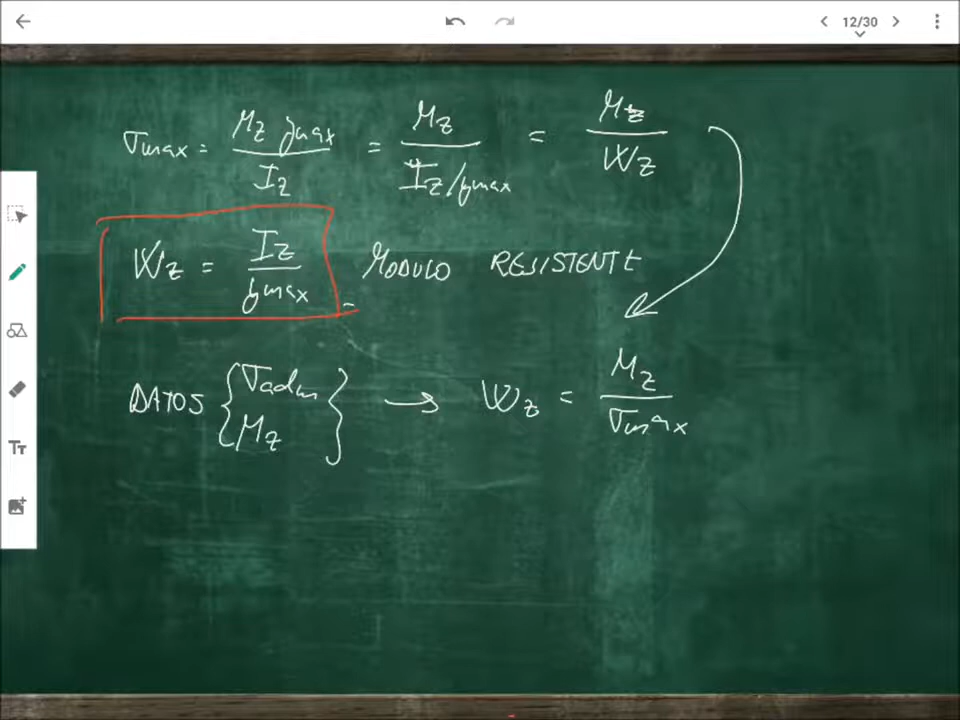 12/30
σmax = Mz ymax / Iz = Mz / (Iz/ymax) = Mz / Wz
Wz = Iz / ymax MODULO RESISTENTE
DATOS { σadm Mz } → Wz = Mz / σmax
TT